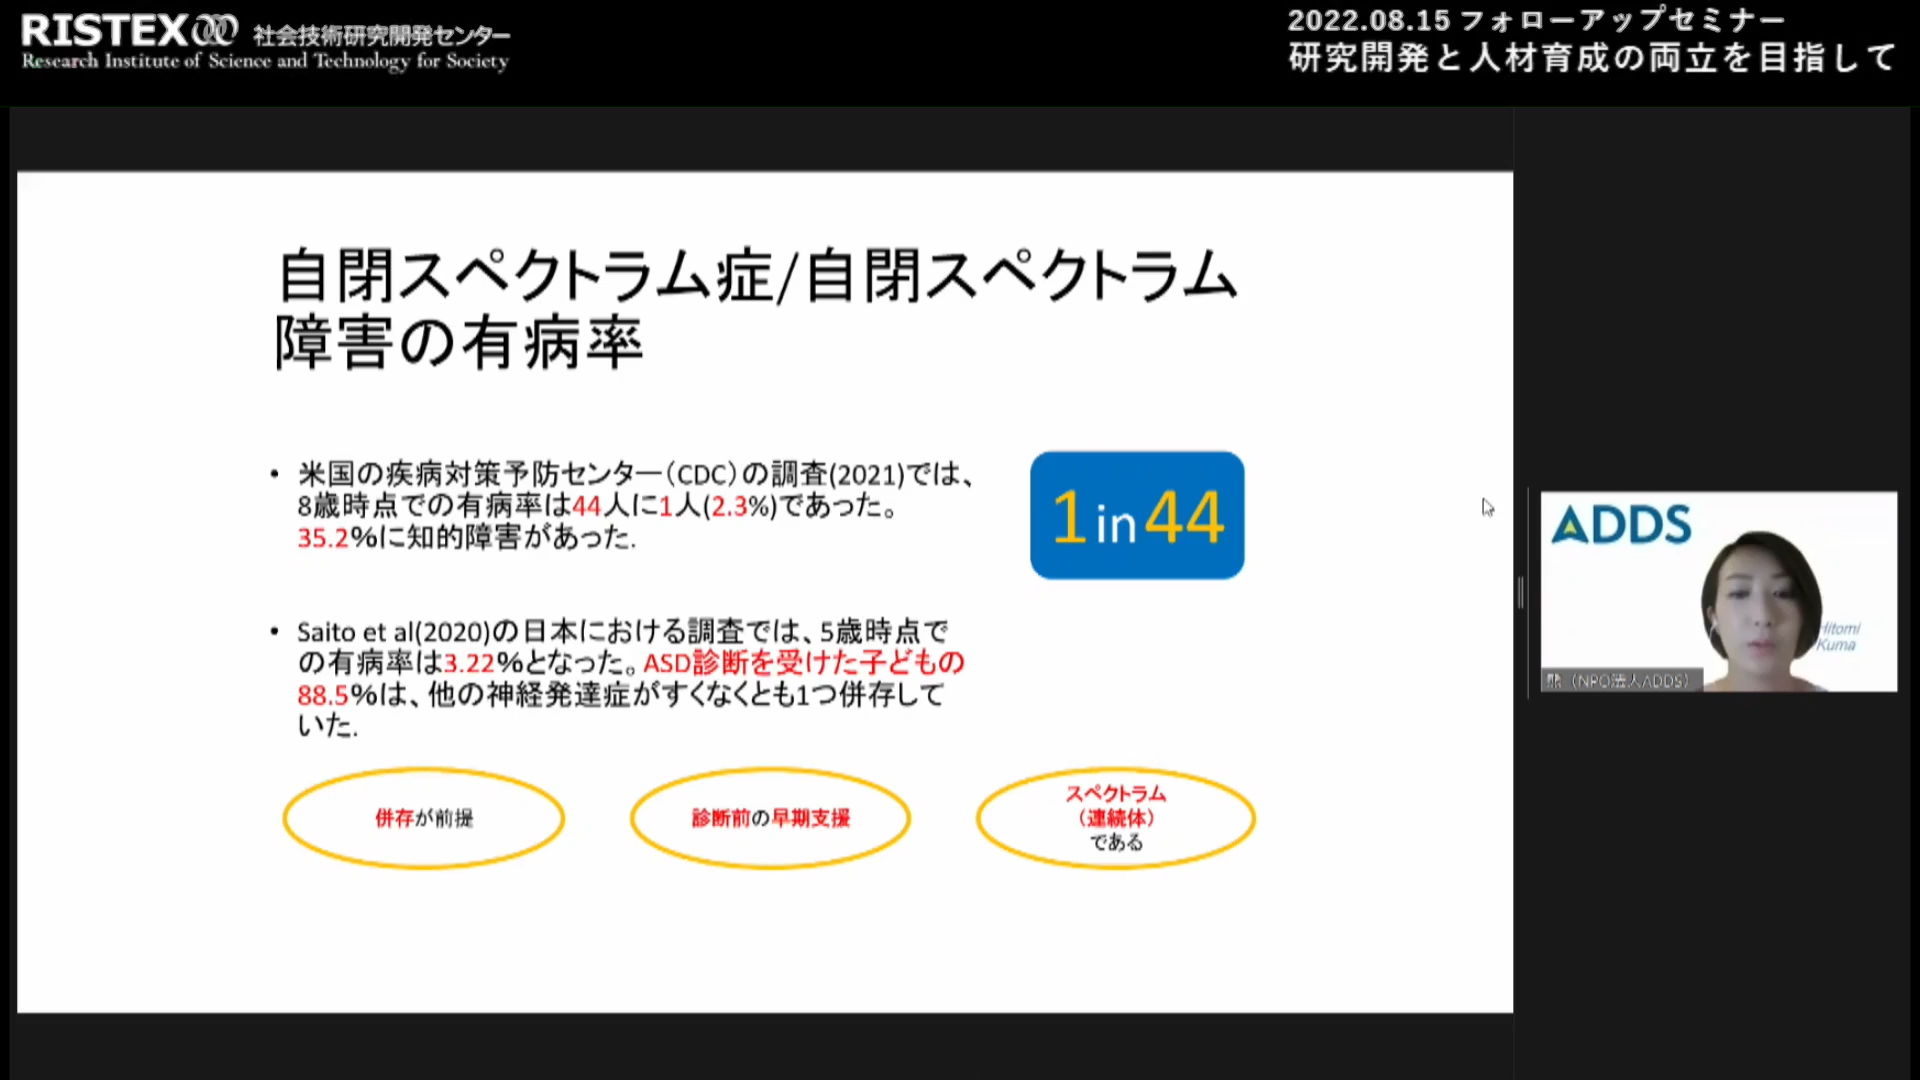 RISTEX 社会技術研究開発センター
Research Institute of Science and Technology for Society
2022.08.15 フォローアップセミナー
研究開発と人材育成の両立を目指して
自閉スペクトラム症/自閉スペクトラム
障害の有病率
• 米国の疾病対策予防センター（CDC）の調査(2021)では、
8歳時点での有病率は44人に1人(2.3%)であった。
35.2%に知的障害があった.
1 in 44
• Saito et al(2020)の日本における調査では、5歳時点で
の有病率は3.22%となった。ASD診断を受けた子どもの
88.5%は、他の神経発達症がすくなくとも1つ併存して
いた.
併存が前提
診断前の早期支援
スペクトラム
（連続体）
である
ADDS
Hitomi
Kuma
熊（NPO法人ADDS）